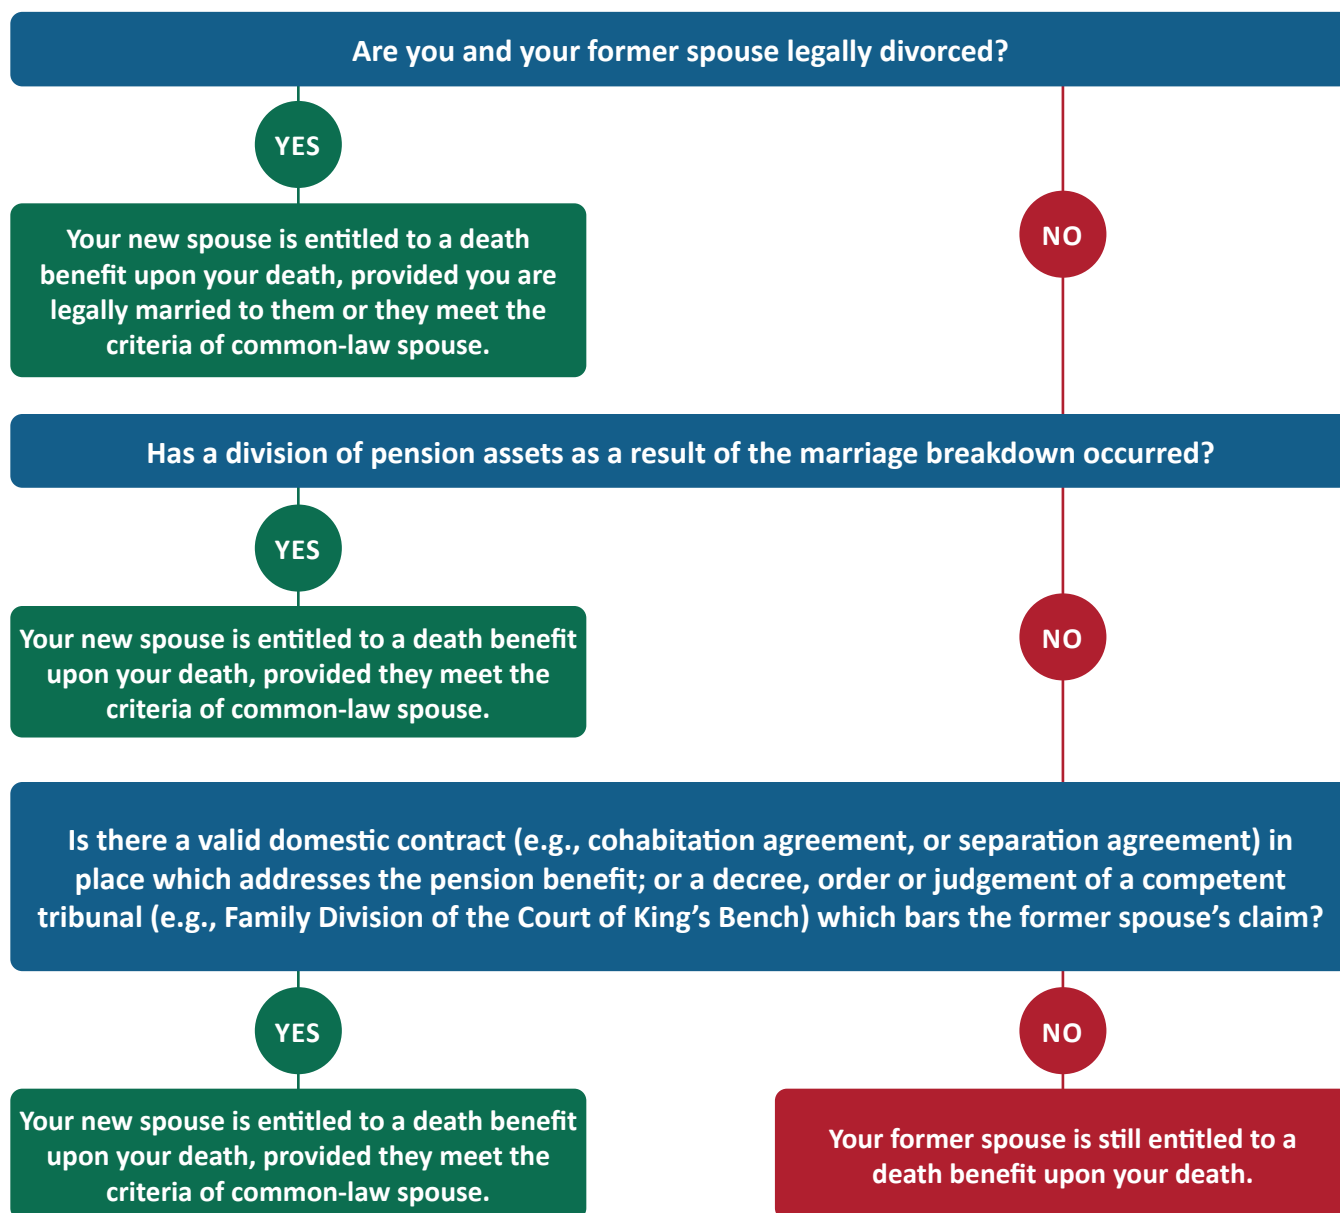 Are you and your former spouse legally divorced?
YES
NO
Your new spouse is entitled to a death
benefit upon your death, provided you are
legally married to them or they meet the
criteria of common-law spouse.
Has a division of pension assets as a result of the marriage breakdown occurred?
YES
NO
Your new spouse is entitled to a death benefit
upon your death, provided they meet the
criteria of common-law spouse.
Is there a valid domestic contract (e.g., cohabitation agreement, or separation agreement) in
place which addresses the pension benefit; or a decree, order or judgement of a competent
tribunal (e.g., Family Division of the Court of King’s Bench) which bars the former spouse’s claim?
YES
NO
Your new spouse is entitled to a death benefit
upon your death, provided they meet the
criteria of common-law spouse.
Your former spouse is still entitled to a
death benefit upon your death.